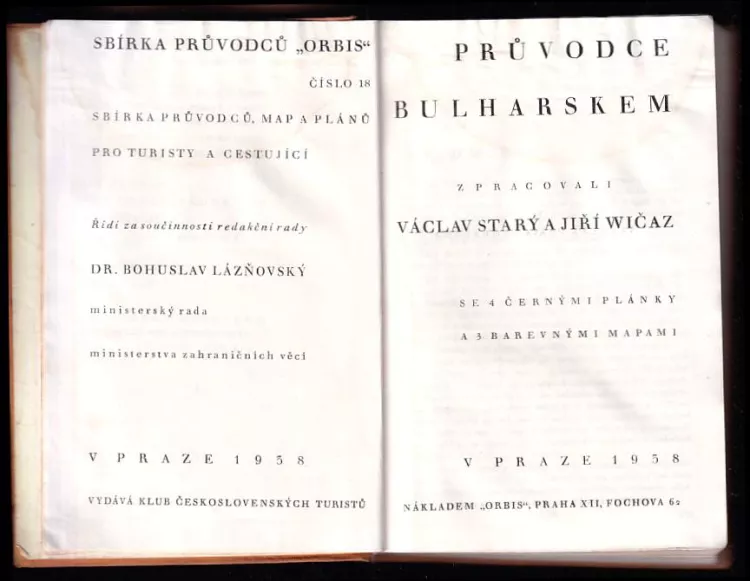 SBÍRKA PRŮVODCŮ „ORBIS“
ČÍSLO 18
SBÍRKA PRŮVODCŮ, MAP A PLÁNŮ
PRO TURISTY A CESTUJÍCÍ
Řídí za součinnosti redakční rady
DR. BOHUSLAV LÁZŇOVSKÝ
ministerský rada
ministerstva zahraničních věcí
V PRAZE 1938
VYDÁVÁ KLUB ČESKOSLOVENSKÝCH TURISTŮ
PRŮVODCE
BULHARSKEM
ZPRACOVALI
VÁCLAV STARÝ A JIŘÍ WIČAZ
SE 4 ČERNÝMI PLÁNKY
A 3 BAREVNÝMI MAPAMI
V PRAZE 1938
NÁKLADEM „ORBIS“, PRAHA XII, FOCHOVA 62